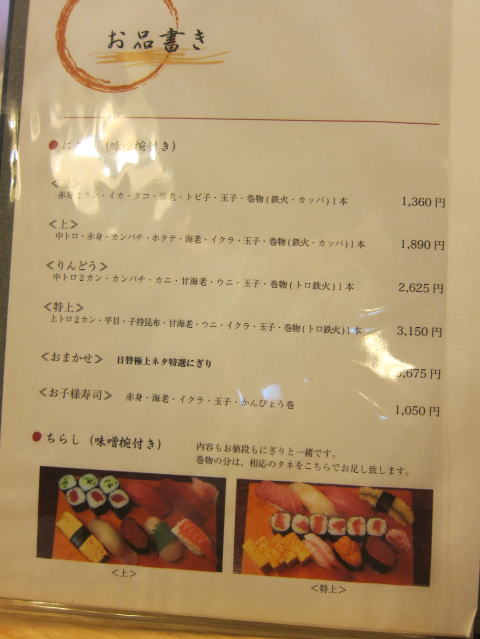 お品書き
に （味噌椀付き）
赤身 カン・イカ・タコ・海老・トビ子・玉子・巻物(鉄火・カッパ)1本 1,360円
<上>
中トロ・赤身・カンパチ・ホタテ・海老・イクラ・玉子・巻物(鉄火・カッパ)1本 1,890円
<りんどう>
中トロ2カン・カンパチ・カニ・甘海老・ウニ・玉子・巻物(トロ鉄火)1本 2,625円
<特上>
上トロ2カン・平目・子持昆布・甘海老・ウニ・イクラ・玉子・巻物(トロ鉄火)1本 3,150円
<おまかせ> 日替極上ネタ特選にぎり ,675円
<お子様寿司> 赤身・海老・イクラ・玉子・かんぴょう巻 1,050円
ちらし（味噌椀付き）
内容もお値段もにぎりと一緒です。
巻物の分は、相応のタネをこちらでお足し致します。
<上>
<特上>